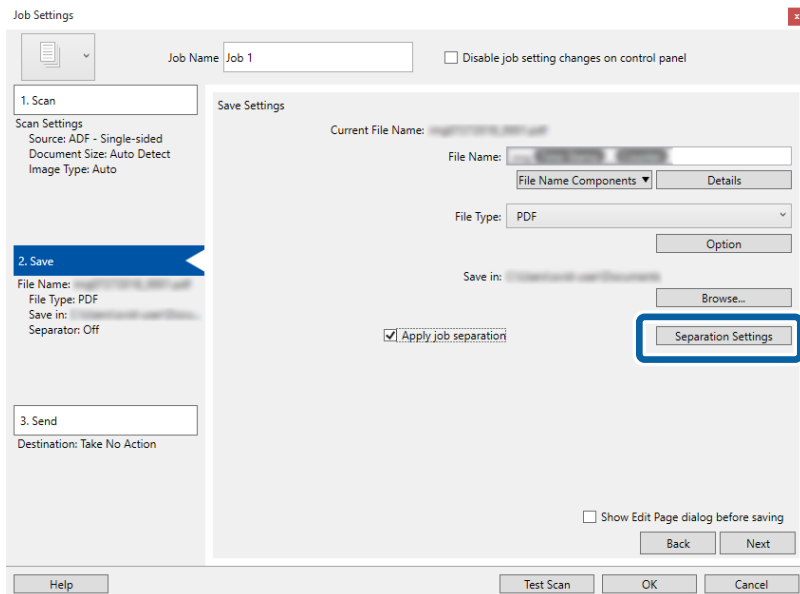 Job Settings
x
Job Name Job 1
Disable job setting changes on control panel
1. Scan
Scan Settings
Source: ADF - Single-sided
Document Size: Auto Detect
Image Type: Auto
2. Save
File Name:
File Type: PDF
Save in:
Separator: Off
3. Send
Destination: Take No Action
Save Settings
Current File Name:
File Name:
File Name Components ▼ Details
File Type: PDF
Option
Save in:
Browse...
Apply job separation
Separation Settings
Show Edit Page dialog before saving
Back Next
Help Test Scan OK Cancel